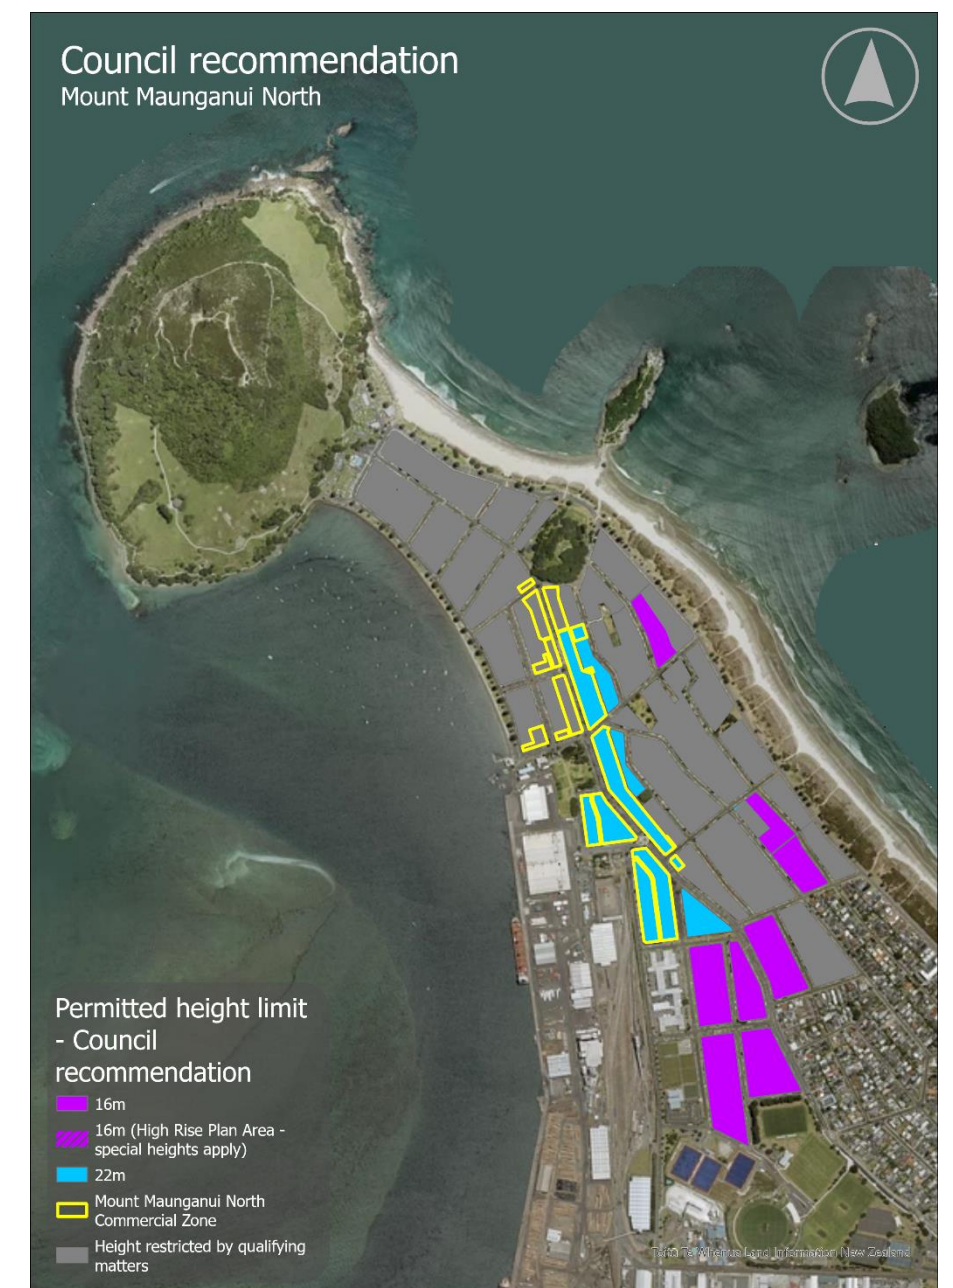 Council recommendation
Mount Maunganui North
Permitted height limit
- Council
recommendation
16m
16m (High Rise Plan Area -
special heights apply)
22m
Mount Maunganui North
Commercial Zone
Height restricted by qualifying
matters
Toitū Te Whenua Land Information New Zealand